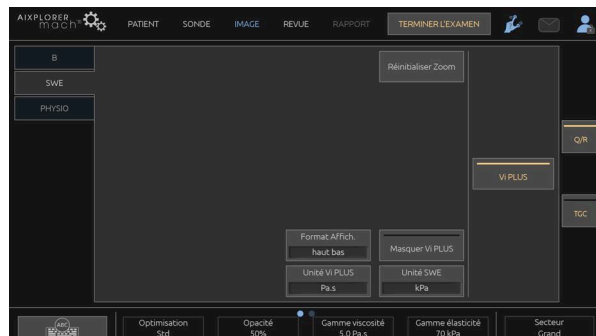 AIXPLORER
mach
PATIENT
SONDE
IMAGE
REVUE
RAPPORT
TERMINER L'EXAMEN
B
SWE
PHYSIO
Réinitialiser Zoom
Q/R
Vi PLUS
TGC
Format Affich.
haut bas
Masquer Vi PLUS
Unité Vi PLUS
Pa.s
Unité SWE
kPa
ABC
Optimisation
Std
Opacité
50%
Gamme viscosité
5.0 Pa.s
Gamme élasticité
70 kPa
Secteur
Grand